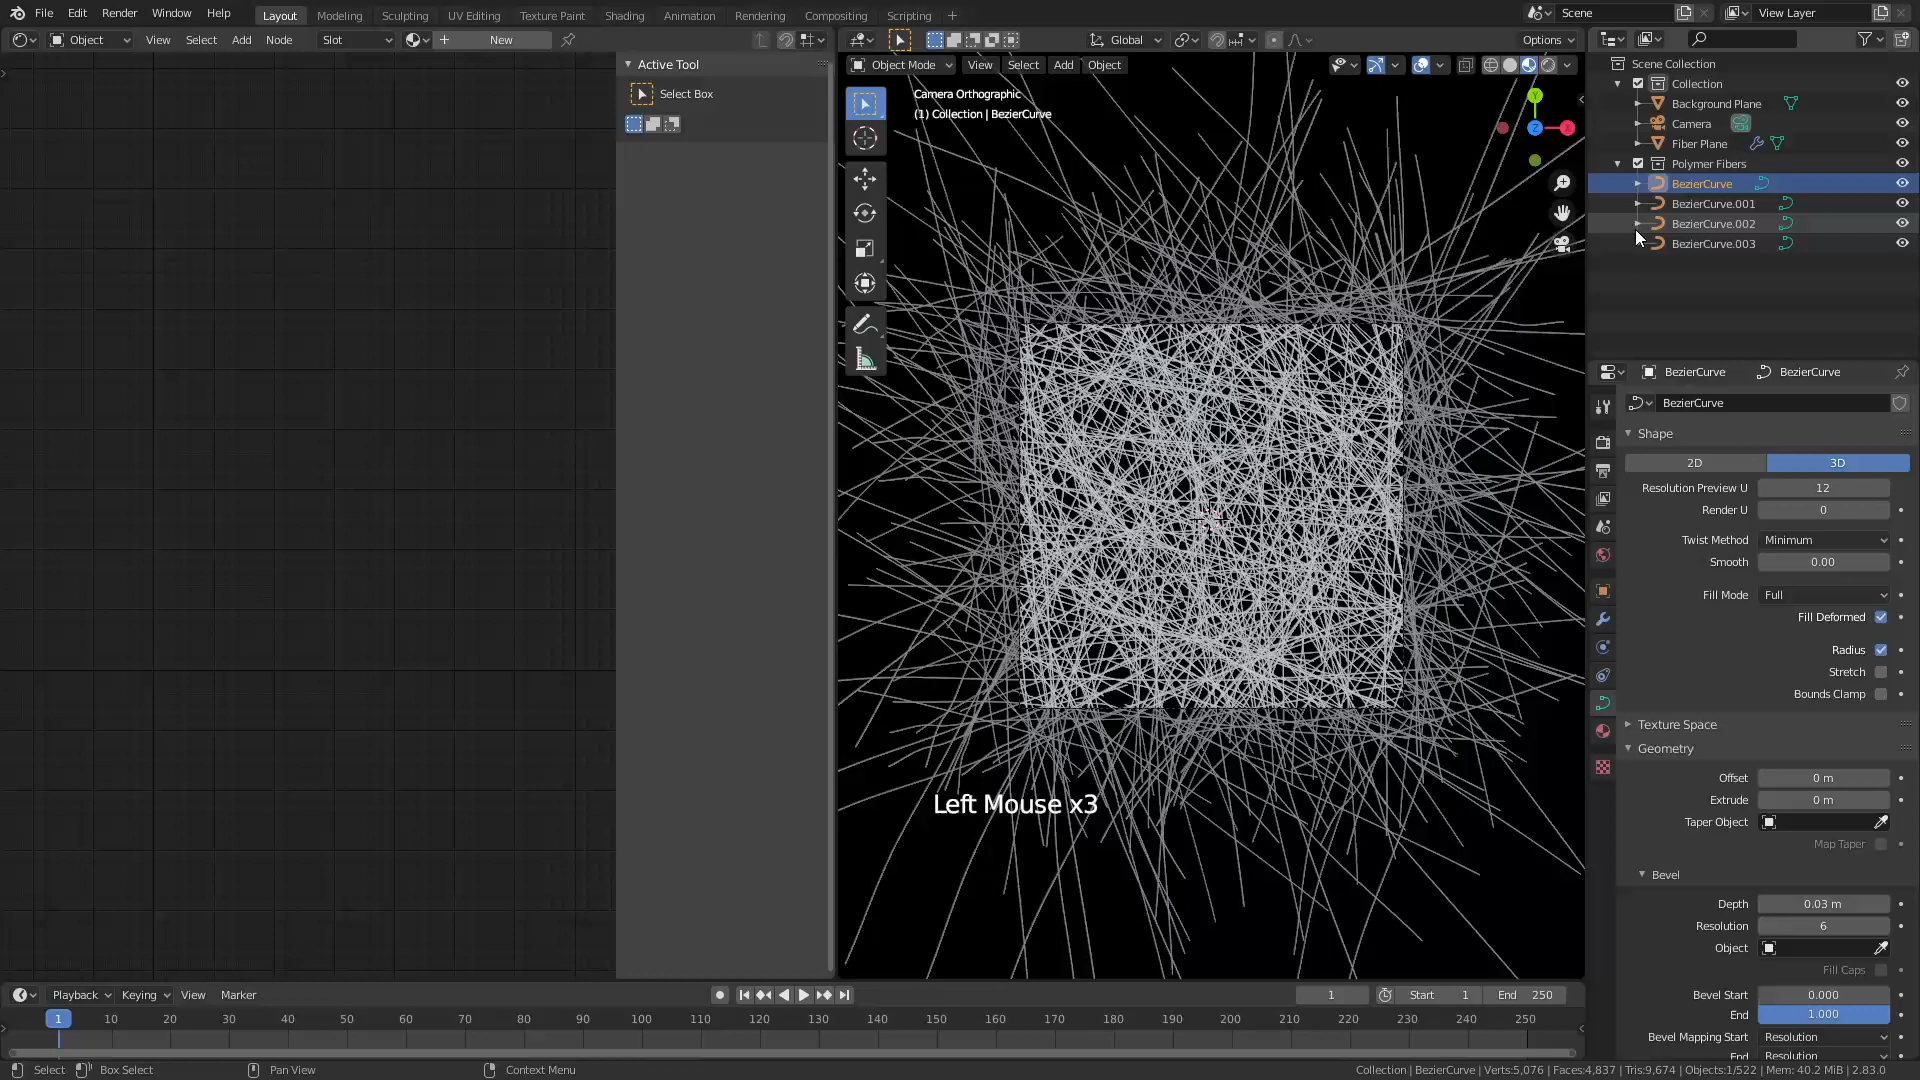 File Edit Render Window Help Layout Modeling Sculpting UV Editing Texture Paint Shading Animation Rendering Compositing Scripting Scene View Layer
Object View Select Add Node Slot New Global Options
Active Tool
Select Box
Object Mode View Select Add Object
Camera Orthographic
(1) Collection | BezierCurve
Y
Z
X
Left Mouse x3
Scene Collection
Collection
Background Plane
Camera
Fiber Plane
Polymer Fibers
BezierCurve
BezierCurve.001
BezierCurve.002
BezierCurve.003
BezierCurve BezierCurve
BezierCurve
Shape
2D 3D
Resolution Preview U 12
Render U 0
Twist Method Minimum
Smooth 0.00
Fill Mode Full
Fill Deformed
Radius
Stretch
Bounds Clamp
Texture Space
Geometry
Offset 0 m
Extrude 0 m
Taper Object
Map Taper
Bevel
Depth 0.03 m
Resolution 6
Object
Fill Caps
Bevel Start 0.000
End 1.000
Bevel Mapping Start Resolution
End Resolution
Playback Keying View Marker 1 Start 1 End 250
1 10 20 30 40 50 60 70 80 90 100 110 120 130 140 150 160 170 180 190 200 210 220 230 240 250
Select Box Select Pan View Context Menu Collection | BezierCurve | Verts:5,076 | Faces:4,837 | Tris:9,674 | Objects:1/522 | Mem: 40.2 MiB | 2.83.0